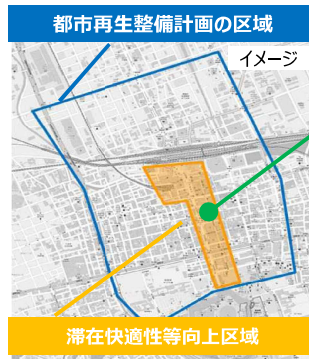 都市再生整備計画の区域
イメージ
滞在快適性等向上区域